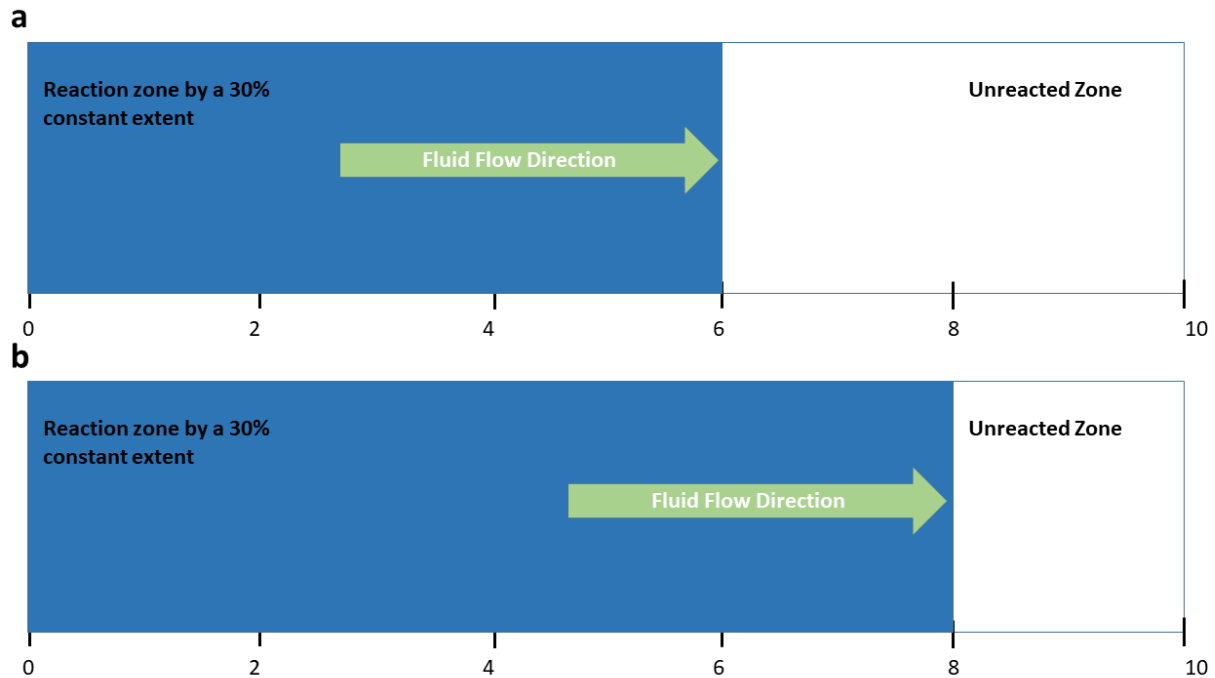 a
Reaction zone by a 30%
constant extent
Unreacted Zone
Fluid Flow Direction
0 2 4 6 8 10
b
Reaction zone by a 30%
constant extent
Unreacted Zone
Fluid Flow Direction
0 2 4 6 8 10